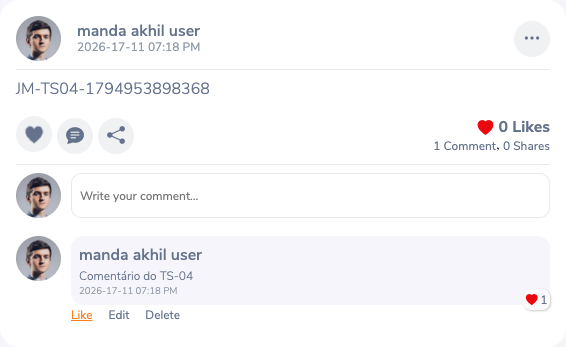 manda akhil user
2026-17-11 07:18 PM
JM-TS04-1794953898368
0 Likes
1 Comment, 0 Shares
Write your comment...
manda akhil user
Comentário do TS-04
2026-17-11 07:18 PM
1
Like Edit Delete